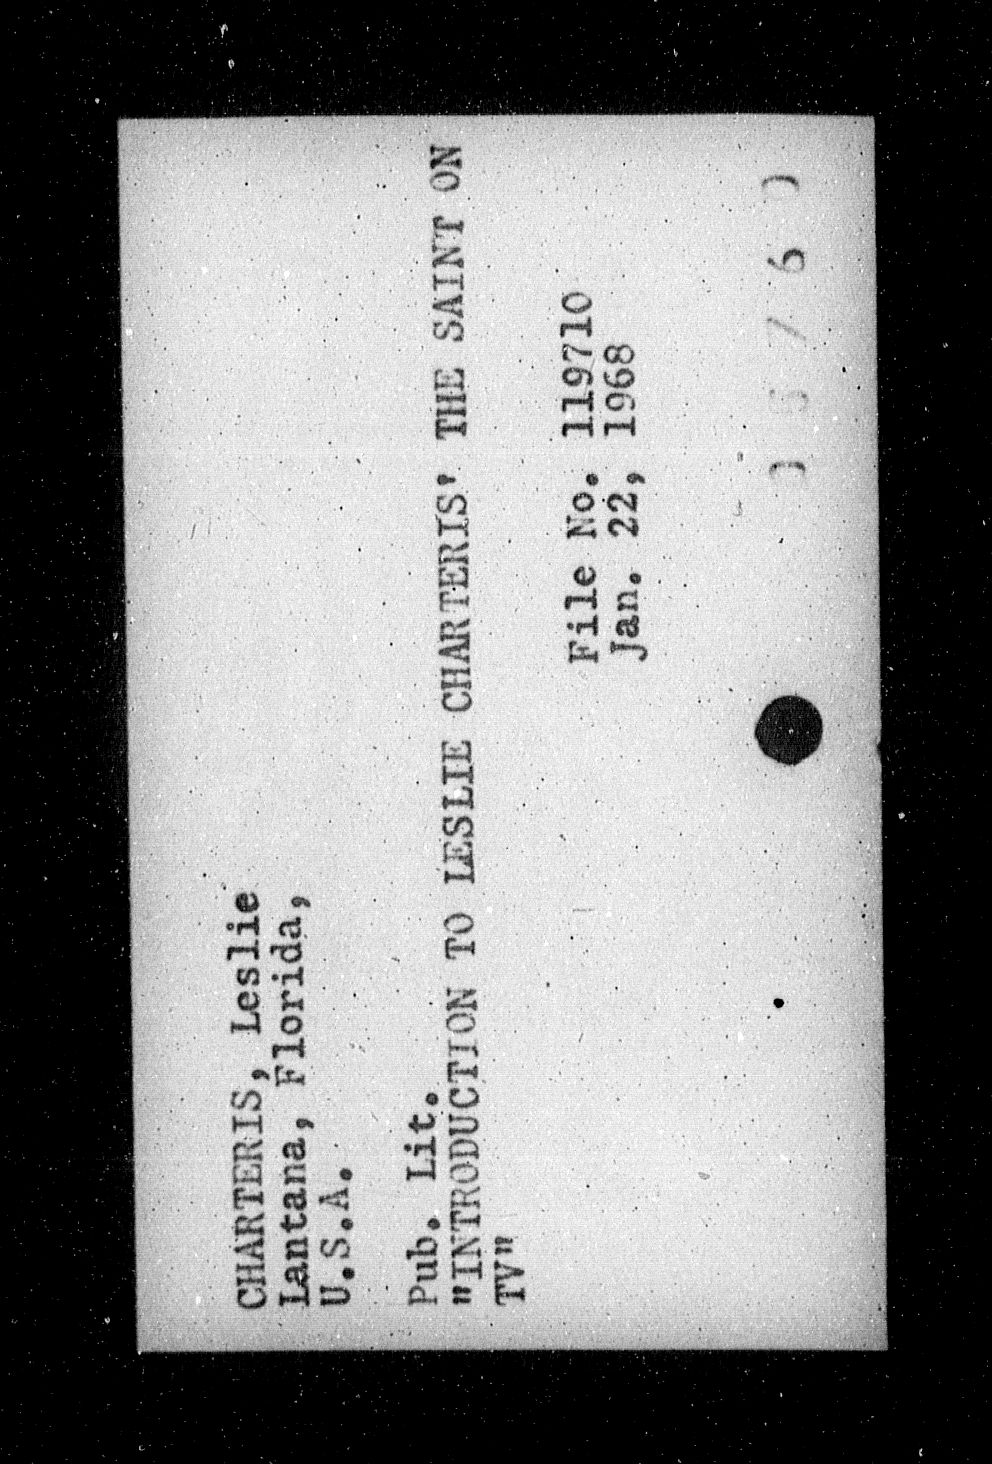 CHARTERIS, Leslie
Lantana, Florida,
U.S.A.
Pub. Lit.
"INTRODUCTION TO LESLIE CHARTERIS' THE SAINT ON
TV"
File No. 119710
Jan. 22, 1968